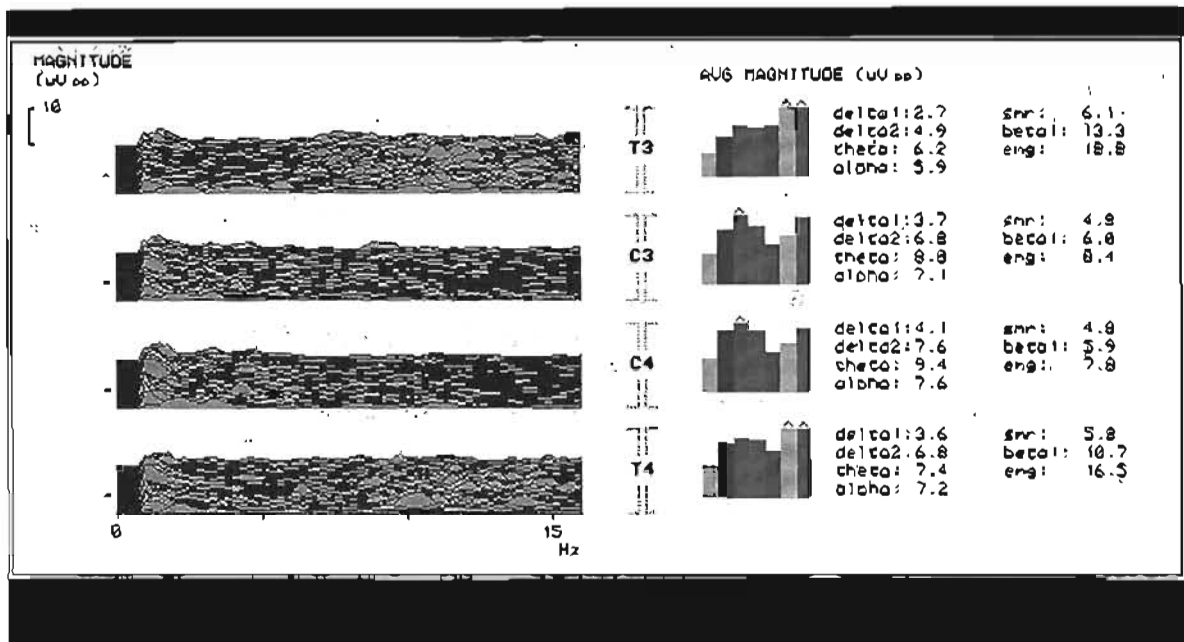 MAGNITUDE
(uV pp)
10
AVG MAGNITUDE (uV pp)
T3
delta1:2.7
delta2:4.9
theta: 6.2
alpha: 5.9
smr: 6.1
beta1: 13.3
emg: 18.8
C3
delta1:3.7
delta2:6.8
theta: 8.8
alpha: 7.1
smr: 4.9
beta1: 6.0
emg: 8.4
C4
delta1:4.1
delta2:7.6
theta: 9.4
alpha: 7.6
smr: 4.8
beta1: 5.9
emg: 7.8
T4
delta1:3.6
delta2:6.8
theta: 7.4
alpha: 7.2
smr: 5.8
beta1: 10.7
emg: 16.5
0
15
Hz